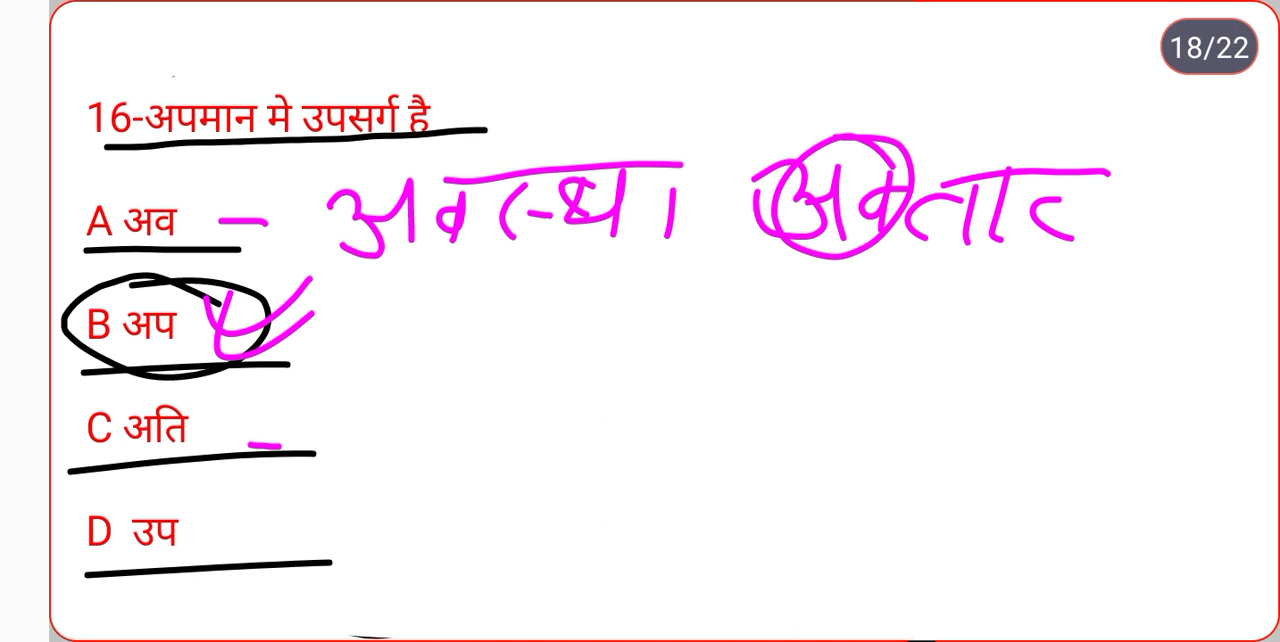 18/22
16-अपमान मे उपसर्ग है
A अव - अवस्था अवतार
B अप
C अति -
D उप